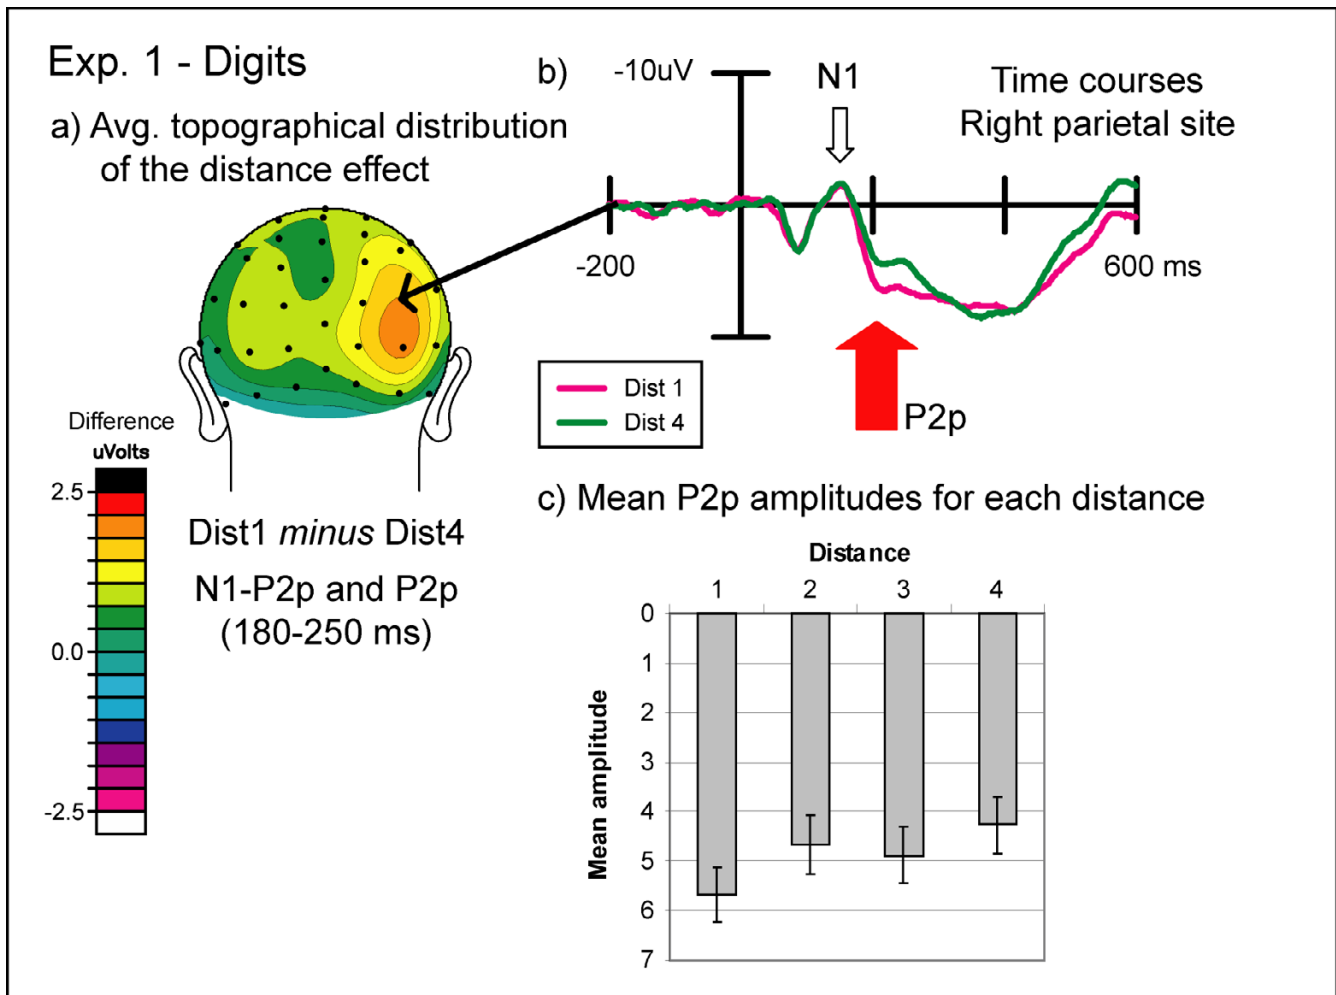 Exp. 1 - Digits
a) Avg. topographical distribution
of the distance effect
Difference
uVolts
2.5
0.0
-2.5
Dist1 minus Dist4
N1-P2p and P2p
(180-250 ms)
b)
-10uV
N1
Time courses
Right parietal site
-200
600 ms
Dist 1
Dist 4
P2p
c) Mean P2p amplitudes for each distance
Distance
1 2 3 4
Mean amplitude
0
1
2
3
4
5
6
7